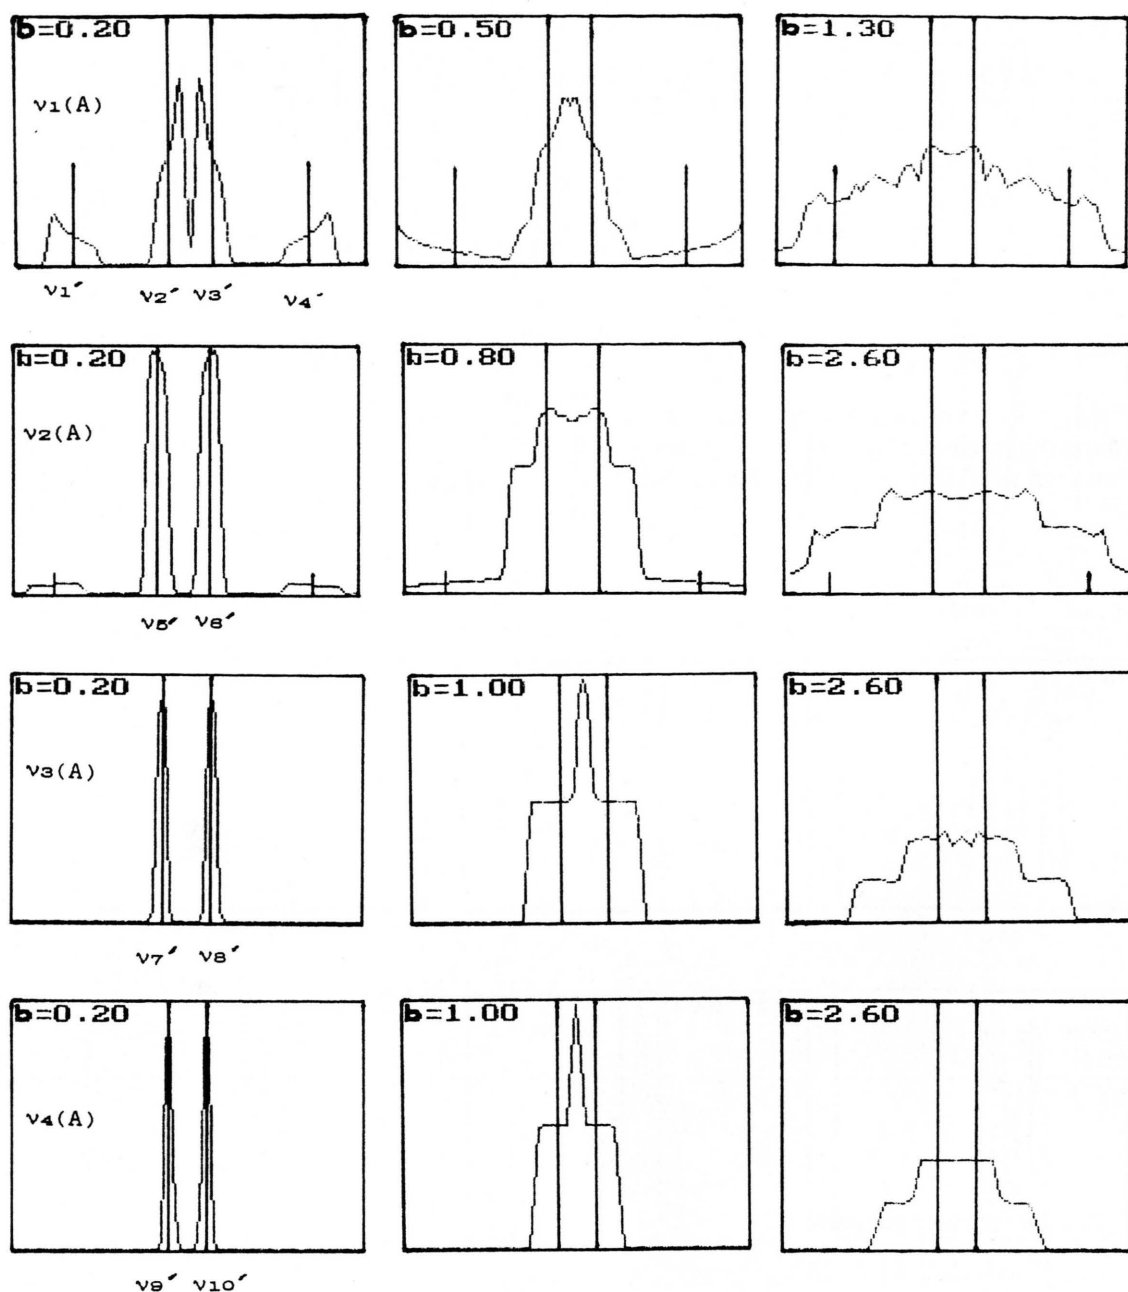 b=0.20 b=0.50 b=1.30
ν1(A)
ν1′ ν2′ ν3′ ν4′
b=0.20 b=0.80 b=2.60
ν2(A)
ν5′ ν6′
b=0.20 b=1.00 b=2.60
ν3(A)
ν7′ ν8′
b=0.20 b=1.00 b=2.60
ν4(A)
ν9′ ν10′